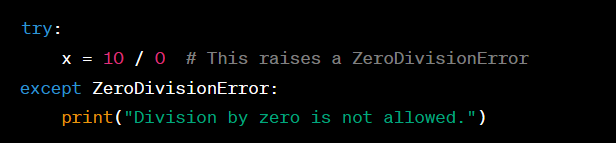 try:
    x = 10 / 0  # This raises a ZeroDivisionError
except ZeroDivisionError:
    print("Division by zero is not allowed.")